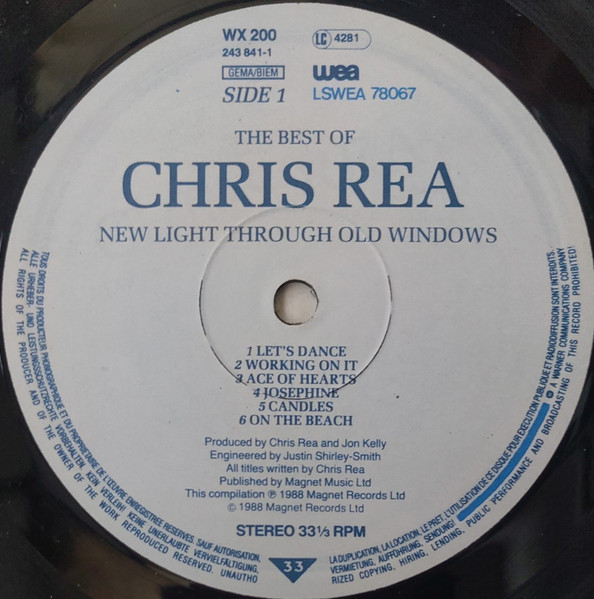 WX 200
243 841-1
LC 4281
GEMA/BIEM
wea
SIDE 1
LSWEA 78067
THE BEST OF
CHRIS REA
NEW LIGHT THROUGH OLD WINDOWS
1 LET'S DANCE
2 WORKING ON IT
3 ACE OF HEARTS
4 JOSEPHINE
5 CANDLES
6 ON THE BEACH
Produced by Chris Rea and Jon Kelly
Engineered by Justin Shirley-Smith
All titles written by Chris Rea
Published by Magnet Music Ltd
This compilation ℗ 1988 Magnet Records Ltd
© 1988 Magnet Records Ltd
STEREO 33⅓ RPM
33
TOUS DROITS DU PRODUCTEUR PHONOGRAPHIQUE ET DU PROPRIETAIRE DE L'ŒUVRE ENREGISTREE RESERVES. SAUF AUTORISATION,
LA DUPLICATION, LA LOCATION, LE PRET, L'UTILISATION DE CE DISQUE POUR EXECUTION PUBLIQUE ET RADIODIFFUSION SONT INTERDITS.
ALLE URHEBER- UND LEISTUNGSSCHUTZRECHTE VORBEHALTEN. KEIN VERLEIH! KEINE UNERLAUBTE VERVIELFÄLTIGUNG,
VERMIETUNG, AUFFÜHRUNG, SENDUNG!
A WARNER COMMUNICATIONS COMPANY
ALL RIGHTS OF THE PRODUCER AND OF THE OWNER OF THE WORK REPRODUCED RESERVED. UNAUTHO
RIZED COPYING, HIRING, LENDING, PUBLIC PERFORMANCE AND BROADCASTING OF THIS RECORD PROHIBITED!